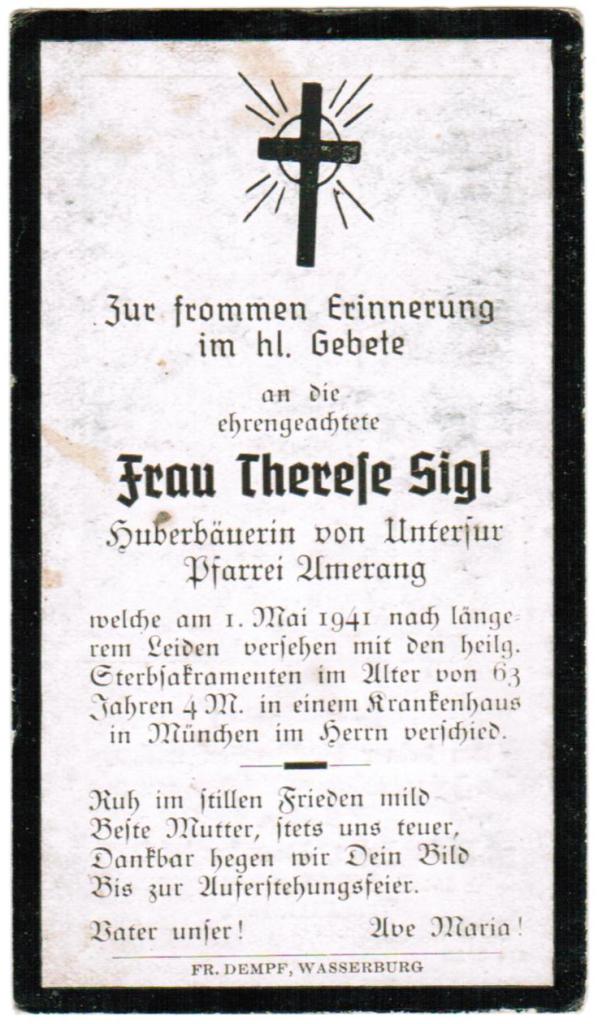 Zur frommen Erinnerung
im hl. Gebete
an die
ehrengeachtete
Frau Therese Sigl
Huberbäuerin von Untersur
Pfarrei Amerang
welche am 1. Mai 1941 nach länge-
rem Leiden versehen mit den heilg.
Sterbsakramenten im Alter von 63
Jahren 4 M. in einem Krankenhaus
in München im Herrn verschied.
Ruh im stillen Frieden mild
Beste Mutter, stets uns teuer,
Dankbar hegen wir Dein Bild
Bis zur Auferstehungsfeier.
Vater unser! Ave Maria!
FR. DEMPF, WASSERBURG